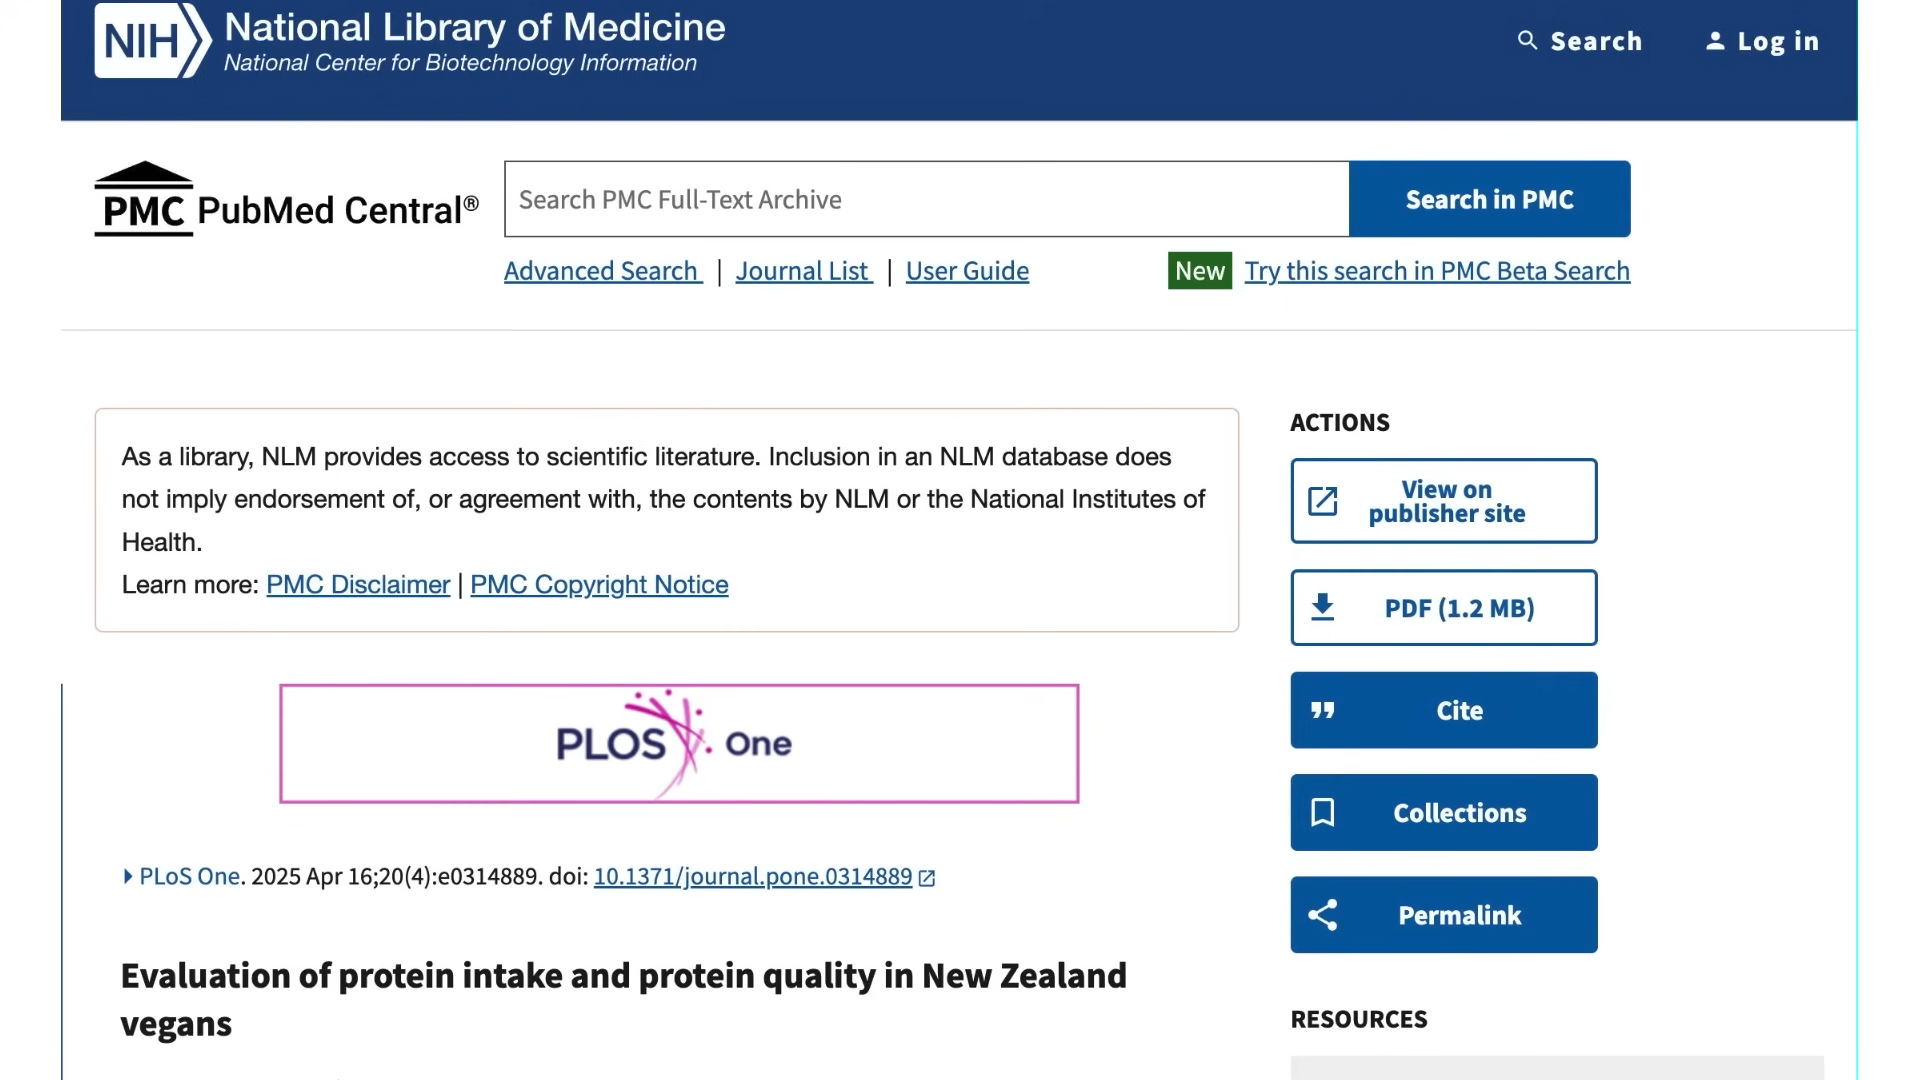 NIH National Library of Medicine
National Center for Biotechnology Information
Search
Log in
PMC PubMed Central®
Search PMC Full-Text Archive
Search in PMC
Advanced Search | Journal List | User Guide
New Try this search in PMC Beta Search
As a library, NLM provides access to scientific literature. Inclusion in an NLM database does
not imply endorsement of, or agreement with, the contents by NLM or the National Institutes of
Health.
Learn more: PMC Disclaimer | PMC Copyright Notice
PLOS One
PLoS One. 2025 Apr 16;20(4):e0314889. doi: 10.1371/journal.pone.0314889
Evaluation of protein intake and protein quality in New Zealand
vegans
ACTIONS
View on
publisher site
PDF (1.2 MB)
Cite
Collections
Permalink
RESOURCES